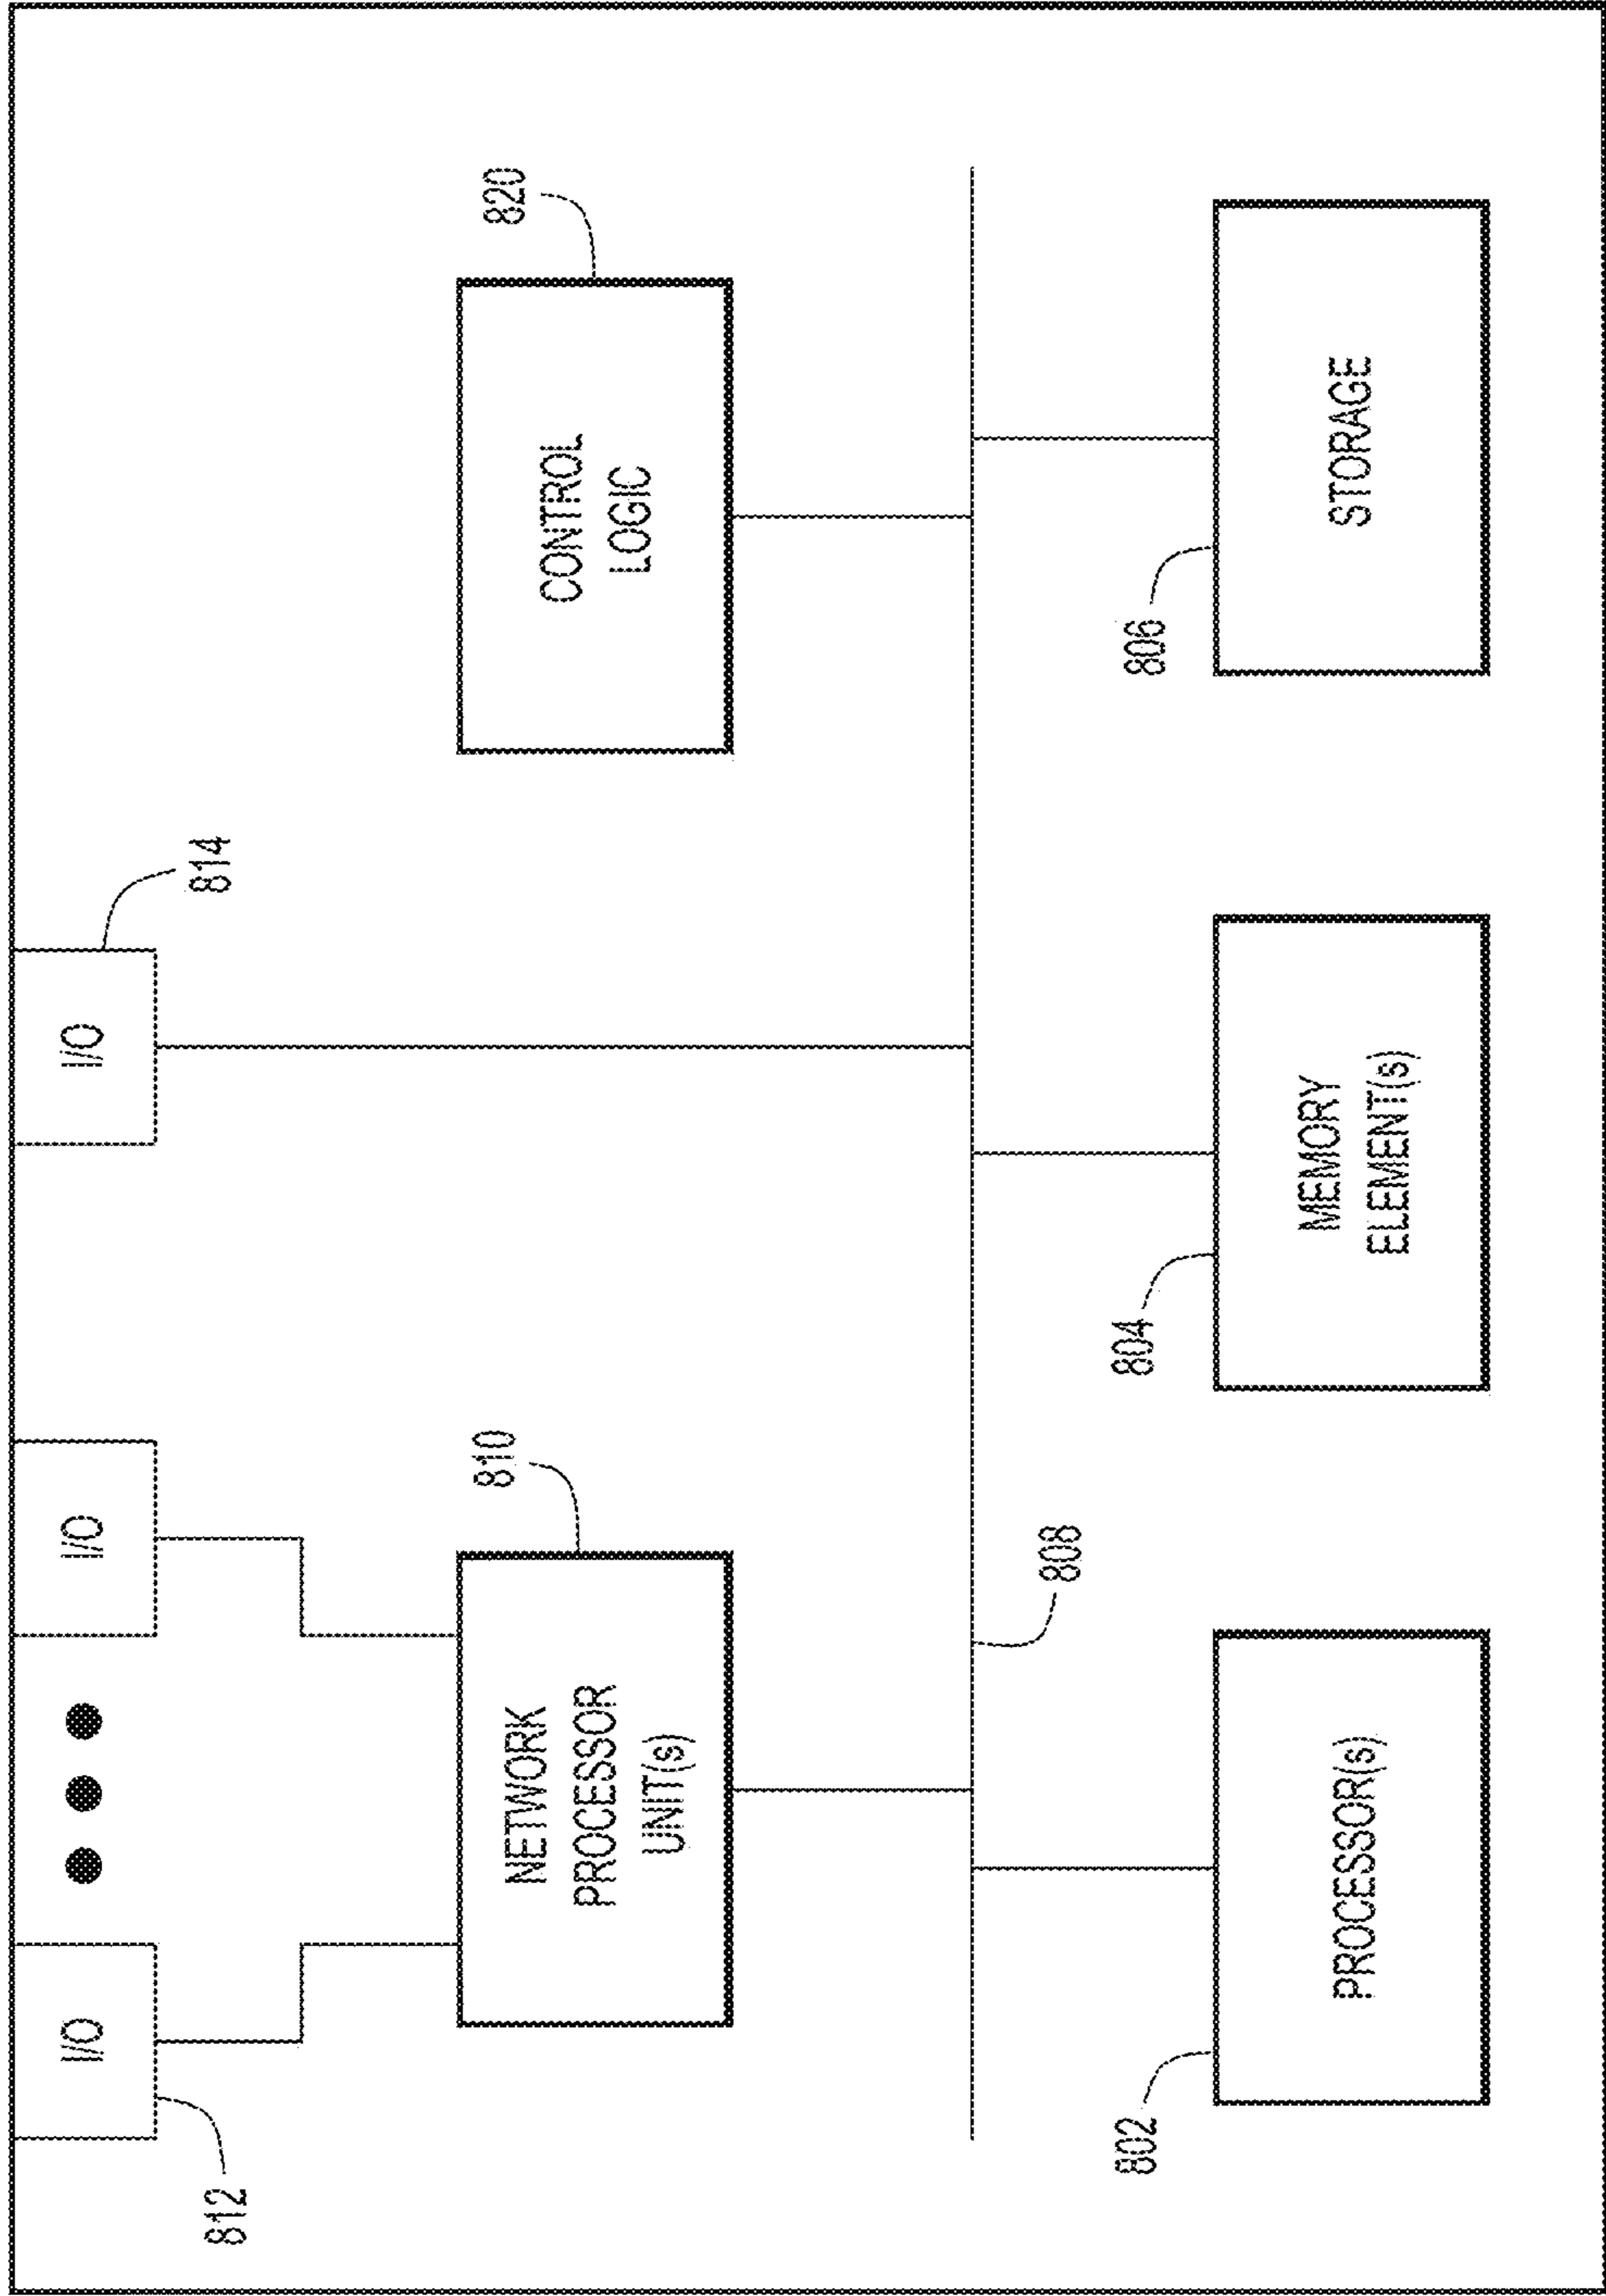 812
I/O
I/O
I/O
814
810
NETWORK
PROCESSOR
UNIT(s)
820
CONTROL
LOGIC
808
802
PROCESSOR(s)
804
MEMORY
ELEMENT(s)
806
STORAGE